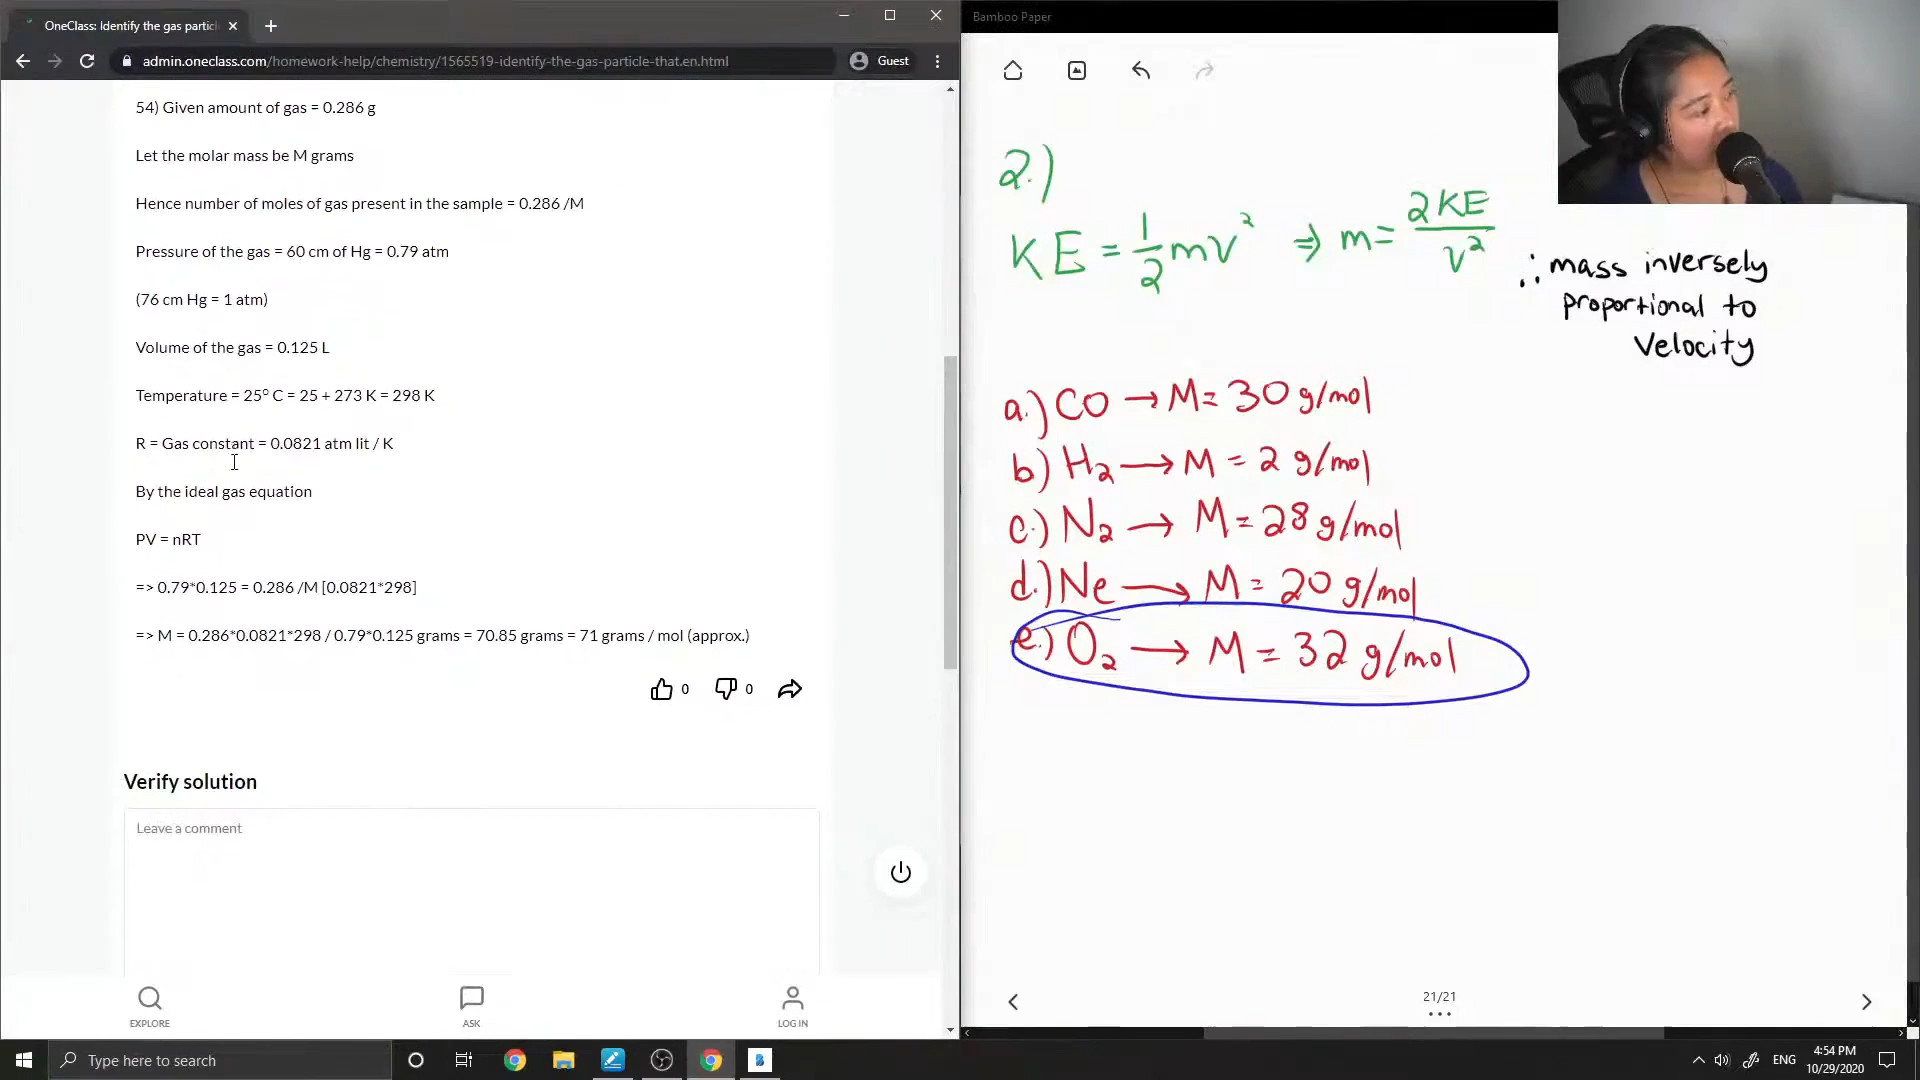 OneClass: Identify the gas particl
admin.oneclass.com/homework-help/chemistry/1565519-identify-the-gas-particle-that.en.html
Guest
54) Given amount of gas = 0.286 g
Let the molar mass be M grams
Hence number of moles of gas present in the sample = 0.286 /M
Pressure of the gas = 60 cm of Hg = 0.79 atm
(76 cm Hg = 1 atm)
Volume of the gas = 0.125 L
Temperature = 25⁰ C = 25 + 273 K = 298 K
R = Gas constant = 0.0821 atm lit / K
By the ideal gas equation
PV = nRT
=> 0.79*0.125 = 0.286 /M [0.0821*298]
=> M = 0.286*0.0821*298 / 0.79*0.125 grams = 70.85 grams = 71 grams / mol (approx.)
0
0
Verify solution
Leave a comment
EXPLORE
ASK
LOG IN
Bamboo Paper
2.)
KE = 1/2 mv² ⇒ m = 2KE/v²
∴ mass inversely
proportional to
velocity
a.) CO → M = 30 g/mol
b.) H₂ → M = 2 g/mol
c.) N₂ → M = 28 g/mol
d.) Ne → M = 20 g/mol
e.) O₂ → M = 32 g/mol
21/21
Type here to search
ENG
4:54 PM
10/29/2020